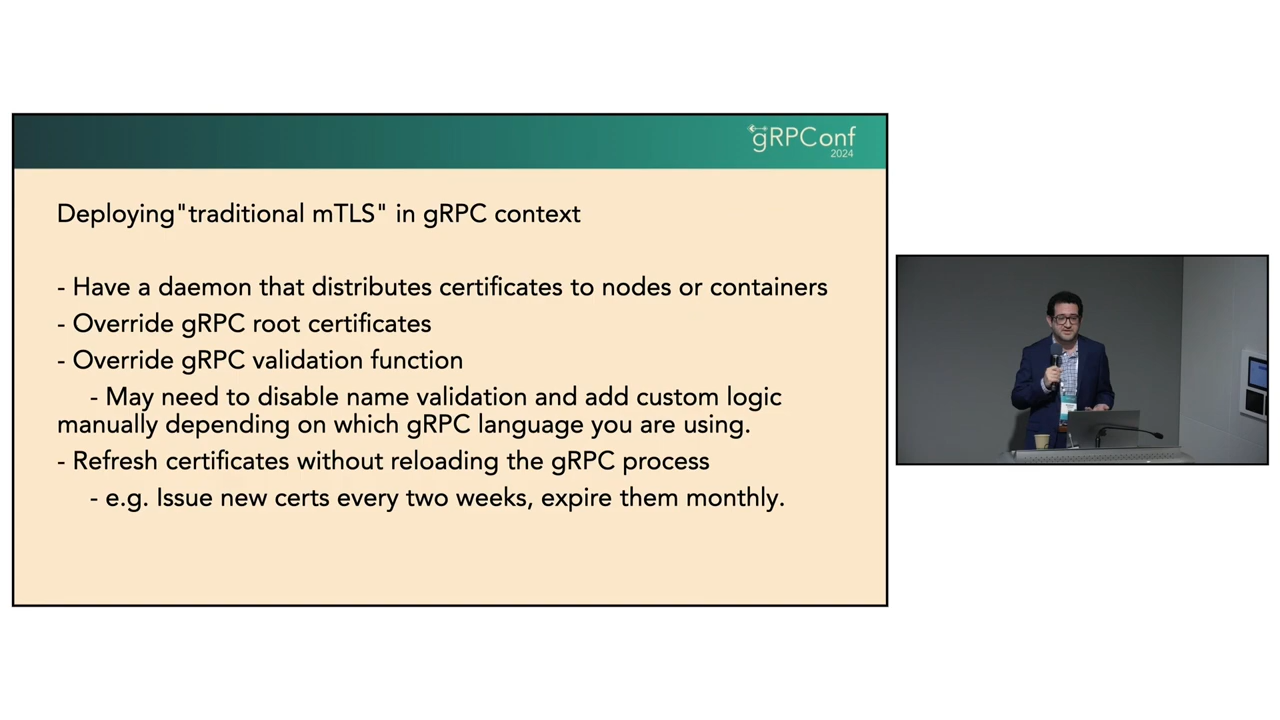 gRPConf
2024
Deploying"traditional mTLS" in gRPC context
- Have a daemon that distributes certificates to nodes or containers
- Override gRPC root certificates
- Override gRPC validation function
- May need to disable name validation and add custom logic
manually depending on which gRPC language you are using.
- Refresh certificates without reloading the gRPC process
- e.g. Issue new certs every two weeks, expire them monthly.